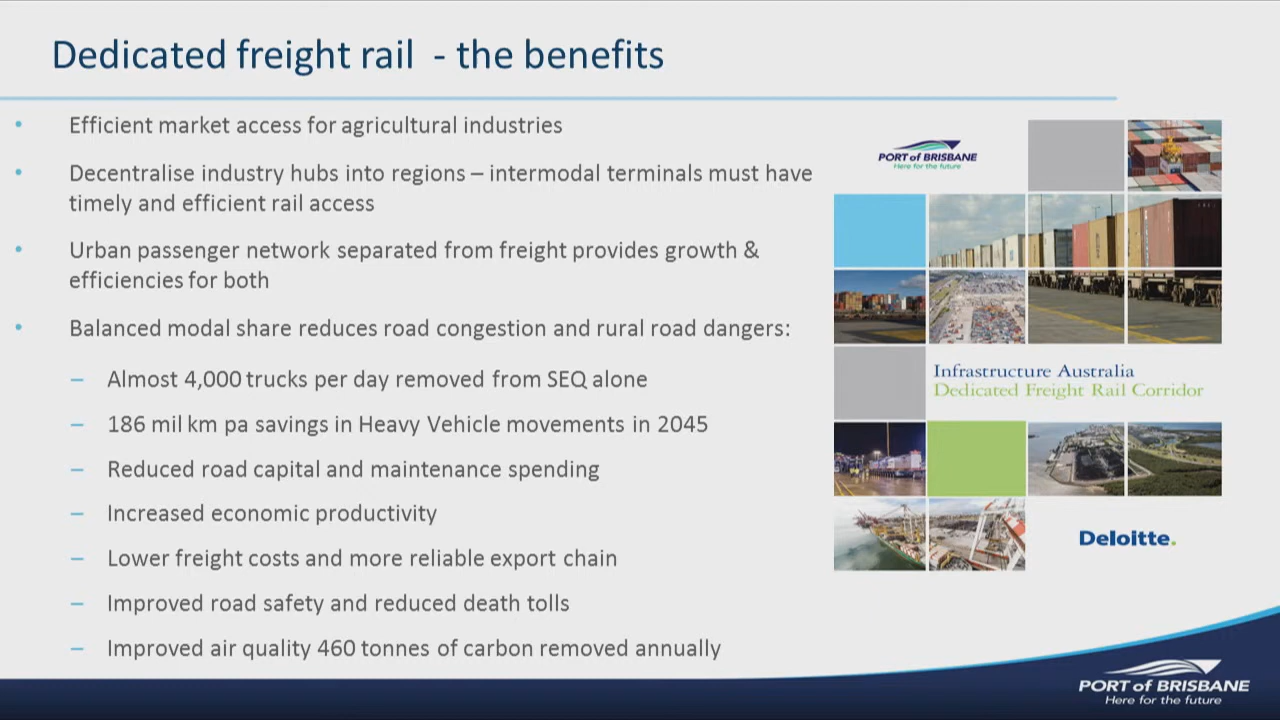 Dedicated freight rail - the benefits
• Efficient market access for agricultural industries
• Decentralise industry hubs into regions – intermodal terminals must have
timely and efficient rail access
• Urban passenger network separated from freight provides growth &
efficiencies for both
• Balanced modal share reduces road congestion and rural road dangers:
– Almost 4,000 trucks per day removed from SEQ alone
– 186 mil km pa savings in Heavy Vehicle movements in 2045
– Reduced road capital and maintenance spending
– Increased economic productivity
– Lower freight costs and more reliable export chain
– Improved road safety and reduced death tolls
– Improved air quality 460 tonnes of carbon removed annually
PORT of BRISBANE
Here for the future
Infrastructure Australia
Dedicated Freight Rail Corridor
Deloitte.
PORT of BRISBANE
Here for the future